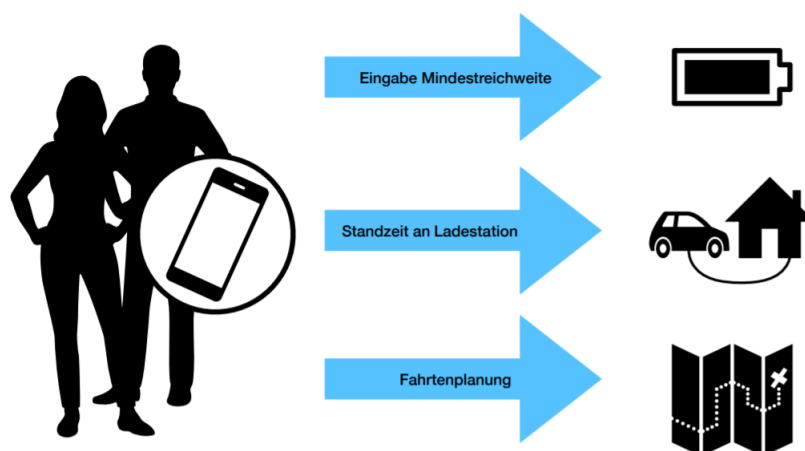 Eingabe Mindestreichweite
Standzeit an Ladestation
Fahrtenplanung